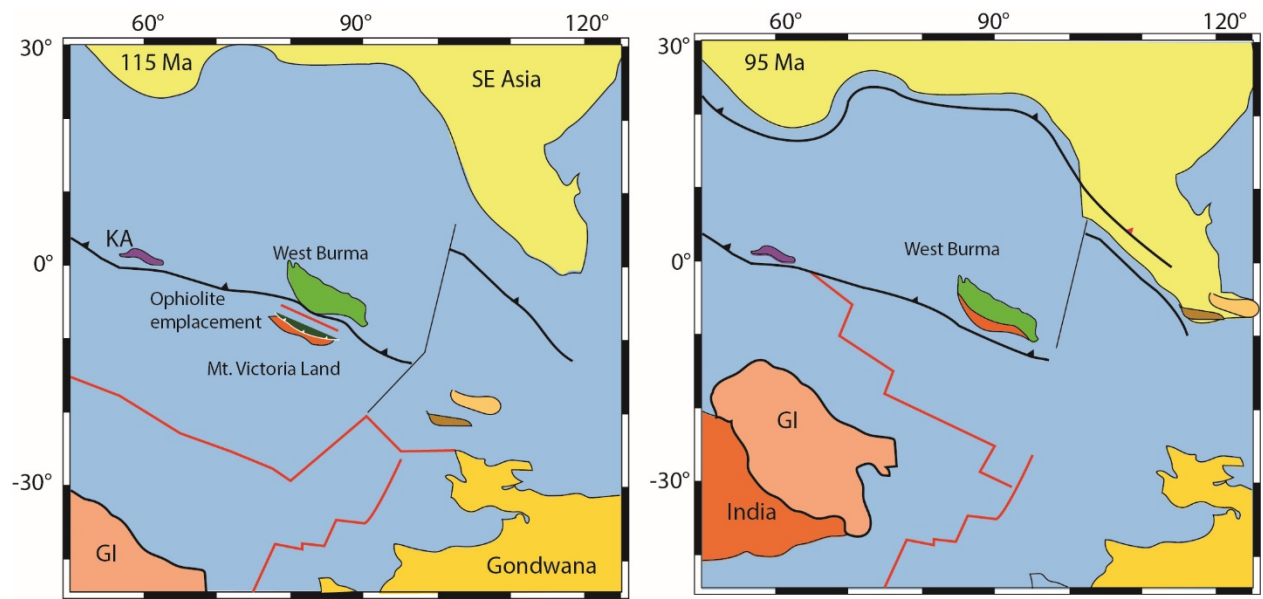 60° 90° 120°
30°
115 Ma
SE Asia
KA
West Burma
0°
Ophiolite
emplacement
Mt. Victoria Land
-30°
GI
Gondwana
60° 90° 120°
30°
95 Ma
0°
West Burma
GI
-30°
India